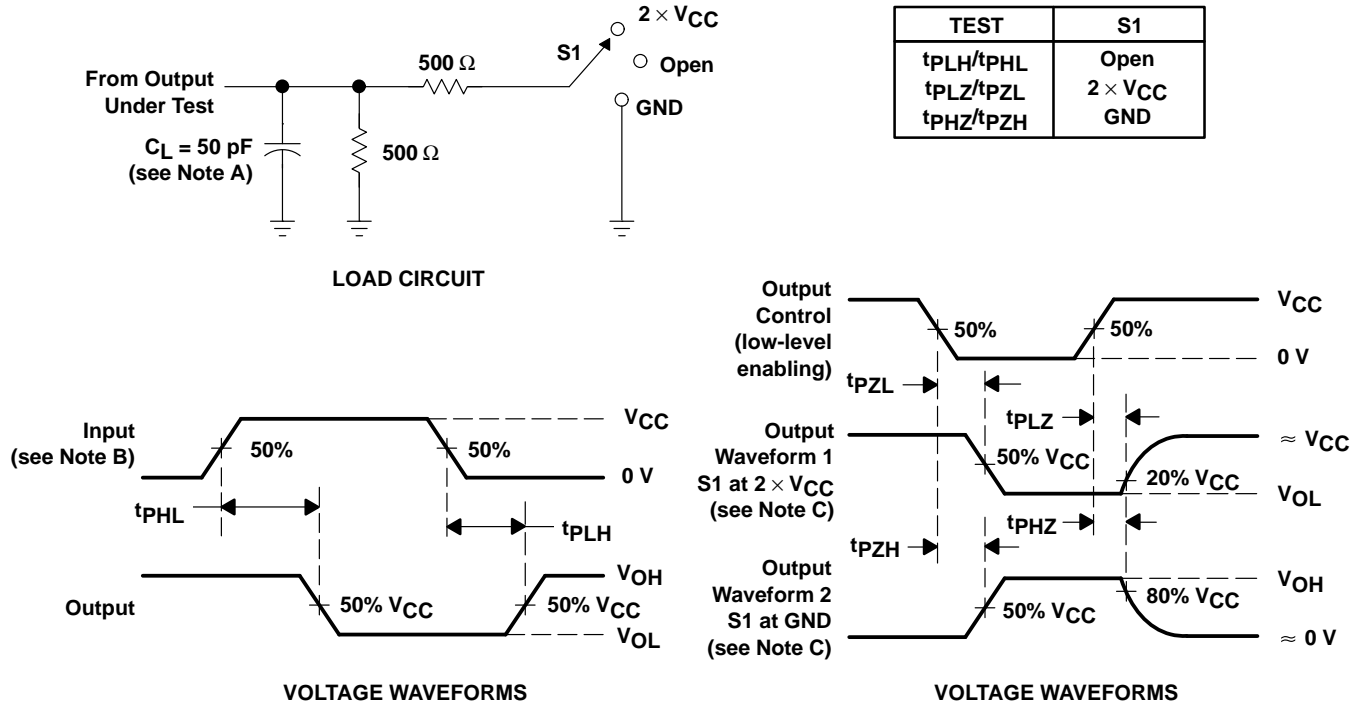 2 × VCC
S1
500 Ω
Open
From Output
Under Test
GND
CL = 50 pF
(see Note A)
500 Ω
LOAD CIRCUIT
TEST S1
tPLH/tPHL Open
tPLZ/tPZL 2 × VCC
tPHZ/tPZH GND
Input
(see Note B)
50%
50%
VCC
0 V
tPHL
tPLH
Output
50% VCC
50% VCC
VOH
VOL
VOLTAGE WAVEFORMS
Output
Control
(low-level
enabling)
50%
50%
VCC
0 V
tPZL
tPLZ
Output
Waveform 1
S1 at 2 × VCC
(see Note C)
50% VCC
20% VCC
≈ VCC
VOL
tPZH
tPHZ
Output
Waveform 2
S1 at GND
(see Note C)
50% VCC
80% VCC
VOH
≈ 0 V
VOLTAGE WAVEFORMS